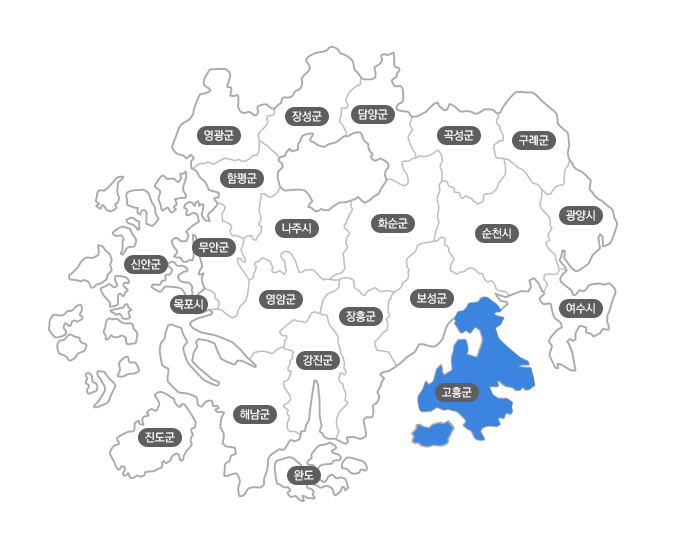 담양군
장성군
영광군
곡성군
구례군
함평군
광양시
화순군
나주시
순천시
무안군
신안군
영암군
보성군
목포시
여수시
장흥군
강진군
고흥군
해남군
진도군
완도